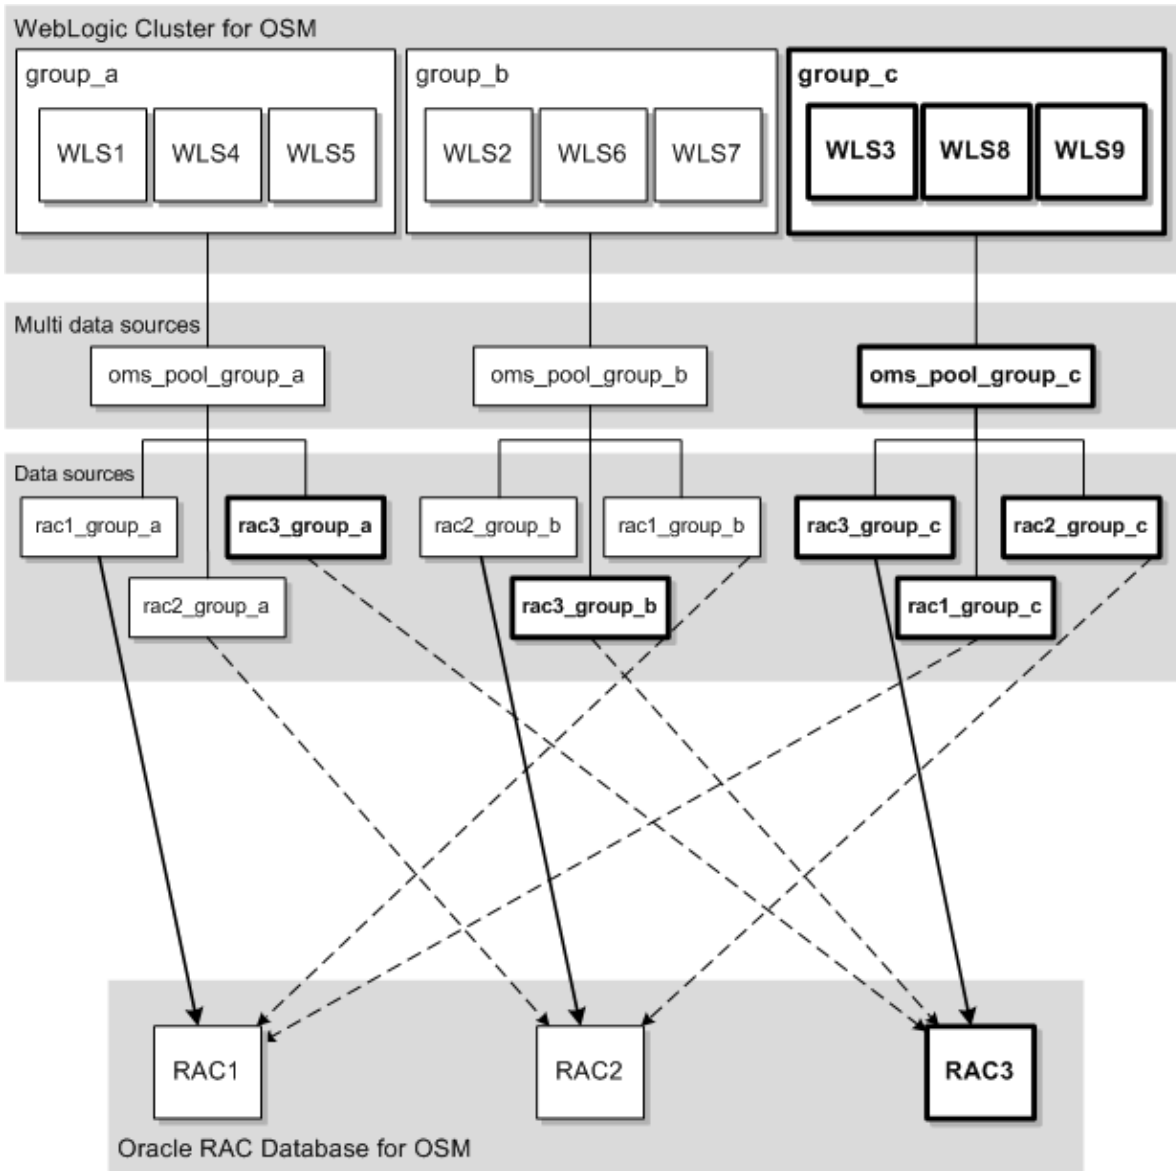 WebLogic Cluster for OSM
group_a
group_b
group_c
WLS1 WLS4 WLS5
WLS2 WLS6 WLS7
WLS3 WLS8 WLS9
Multi data sources
oms_pool_group_a
oms_pool_group_b
oms_pool_group_c
Data sources
rac1_group_a
rac3_group_a
rac2_group_b
rac1_group_b
rac3_group_c
rac2_group_c
rac2_group_a
rac3_group_b
rac1_group_c
RAC1
RAC2
RAC3
Oracle RAC Database for OSM